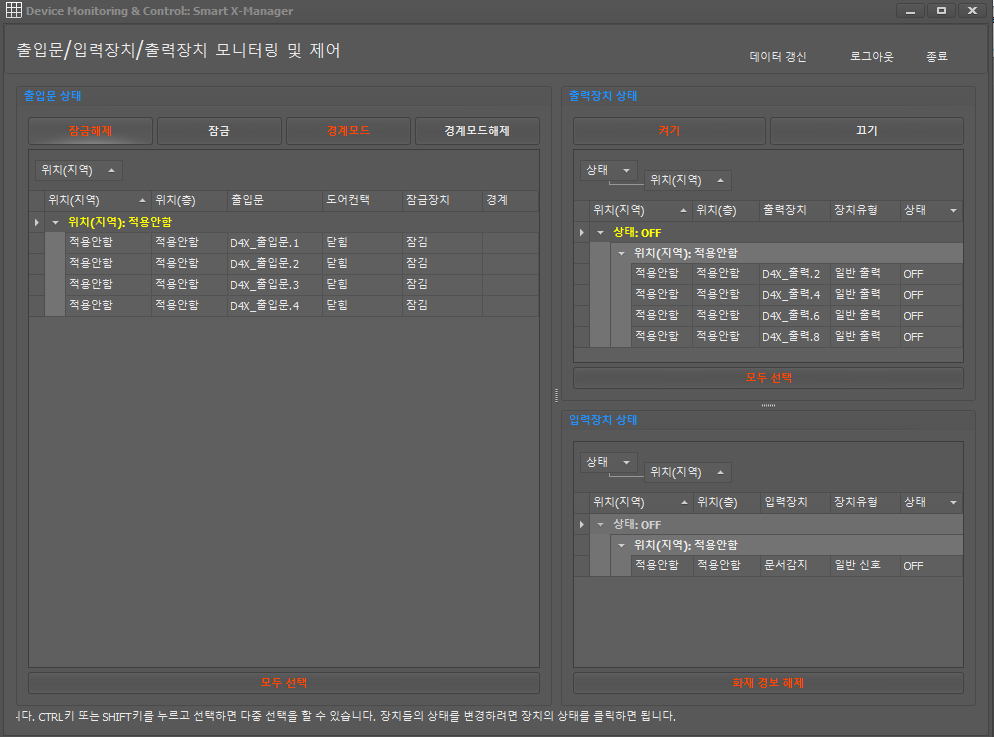 Device Monitoring & Control:: Smart X-Manager
출입문/입력장치/출력장치 모니터링 및 제어
데이터 갱신 로그아웃 종료
출입문 상태
잠금해제 잠금 경계모드 경계모드해제
위치(지역)
위치(지역) 위치(층) 출입문 도어컨택 잠금장치 경계
위치(지역): 적용안함
적용안함 적용안함 D4X_출입문.1 닫힘 잠김
적용안함 적용안함 D4X_출입문.2 닫힘 잠김
적용안함 적용안함 D4X_출입문.3 닫힘 잠김
적용안함 적용안함 D4X_출입문.4 닫힘 잠김
모두 선택
출력장치 상태
켜기 끄기
상태
위치(지역)
위치(지역) 위치(층) 출력장치 장치유형 상태
상태: OFF
위치(지역): 적용안함
적용안함 적용안함 D4X_출력.2 일반 출력 OFF
적용안함 적용안함 D4X_출력.4 일반 출력 OFF
적용안함 적용안함 D4X_출력.6 일반 출력 OFF
적용안함 적용안함 D4X_출력.8 일반 출력 OFF
모두 선택
입력장치 상태
상태
위치(지역)
위치(지역) 위치(층) 입력장치 장치유형 상태
상태: OFF
위치(지역): 적용안함
적용안함 적용안함 문서감지 일반 신호 OFF
화재 경보 해제
니다. CTRL키 또는 SHIFT키를 누르고 선택하면 다중 선택을 할 수 있습니다. 장치들의 상태를 변경하려면 장치의 상태를 클릭하면 됩니다.